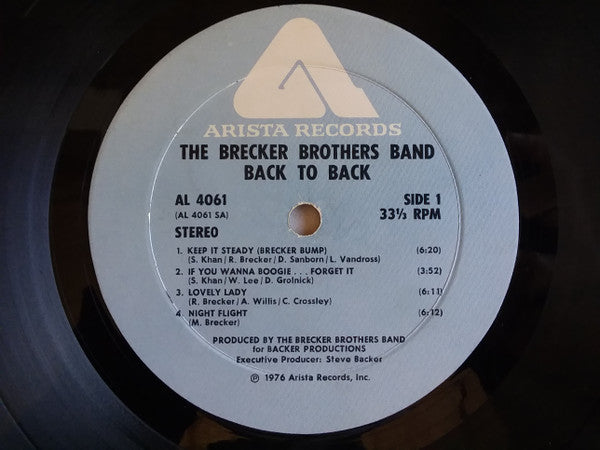 ARISTA RECORDS
THE BRECKER BROTHERS BAND
BACK TO BACK
AL 4061
(AL 4061 SA)
STEREO
SIDE 1
33⅓ RPM
1. KEEP IT STEADY (BRECKER BUMP) (6:20)
(S. Khan/R. Brecker/D. Sanborn/L. Vandross)
2. IF YOU WANNA BOOGIE . . . FORGET IT (3:52)
(S. Khan/W. Lee/D. Grolnick)
3. LOVELY LADY (6:11)
(R. Brecker/A. Willis/C. Crossley)
4. NIGHT FLIGHT (6:12)
(M. Brecker)
PRODUCED BY THE BRECKER BROTHERS BAND
for BACKER PRODUCTIONS
Executive Producer: Steve Backer
℗ 1976 Arista Records, Inc.